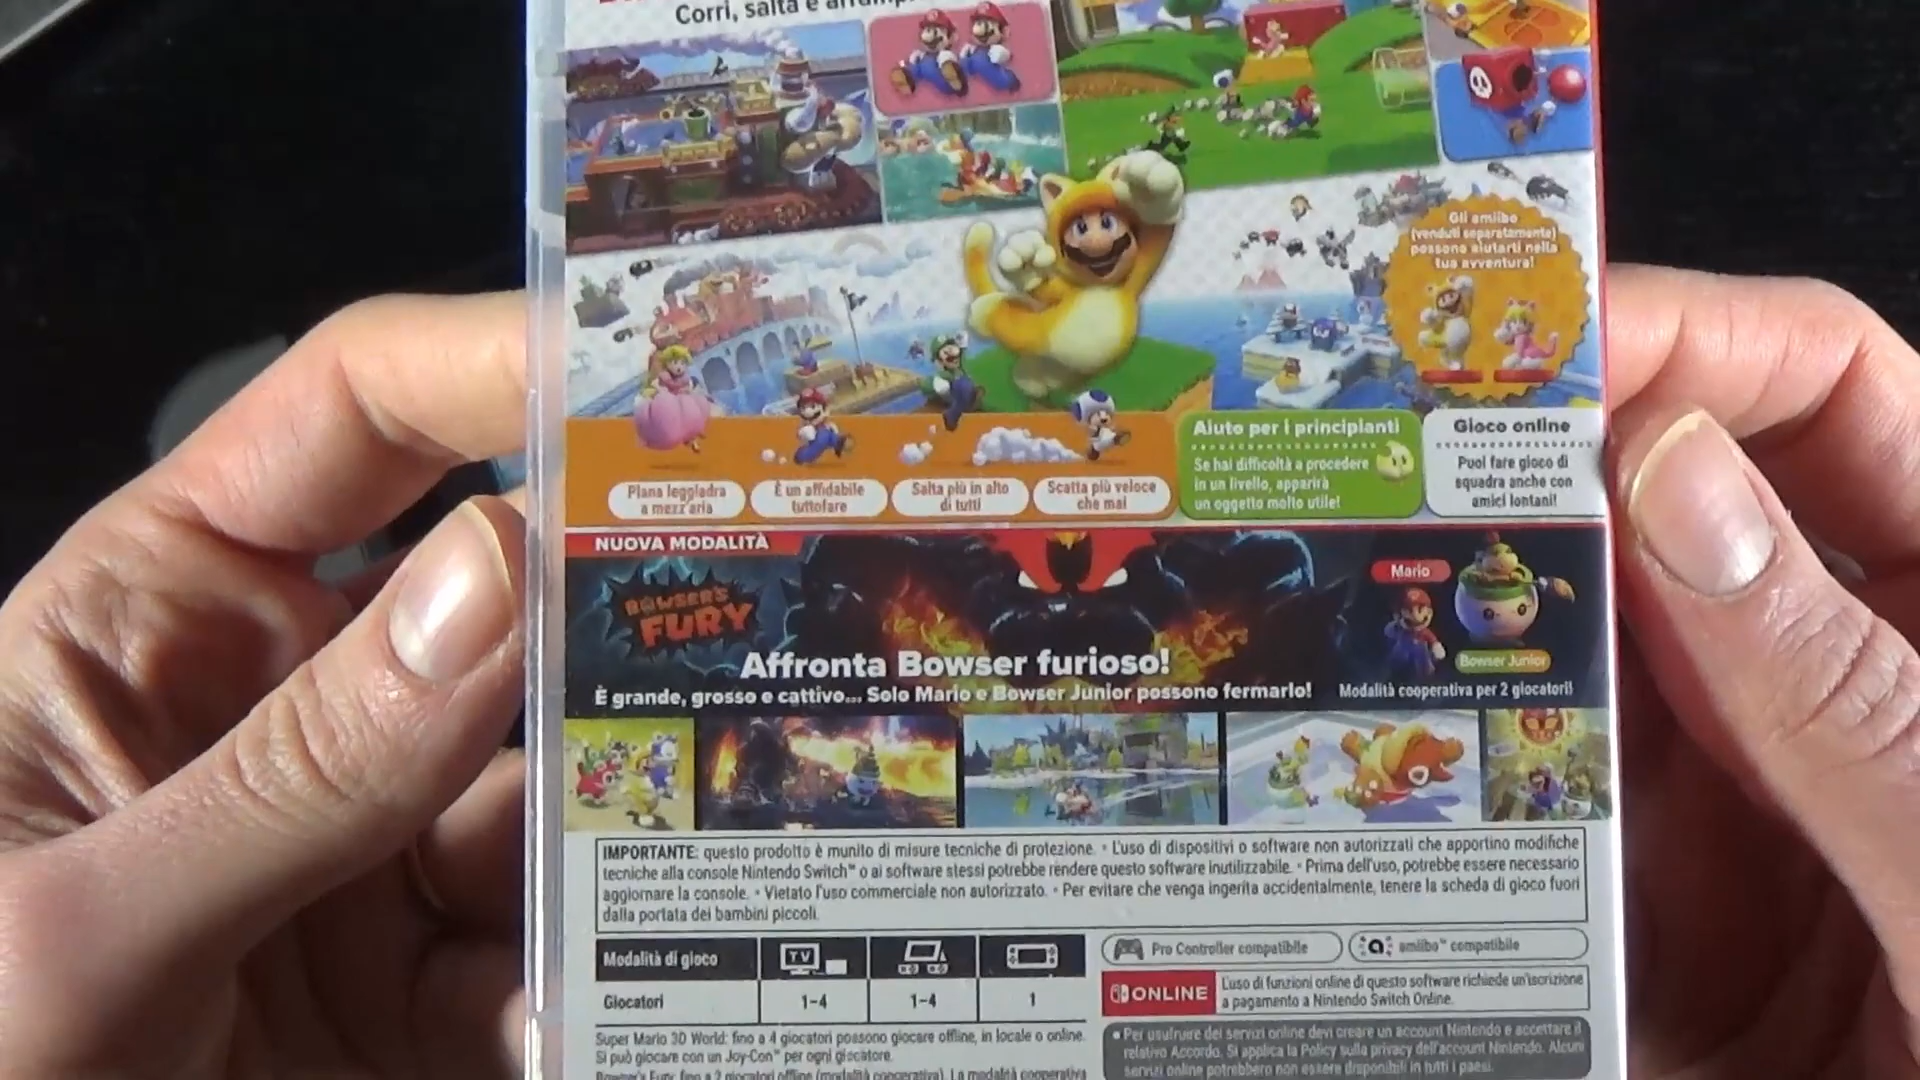 Corri, salta e
Gli amiibo
(venduti separatamente)
possono aiutarti nella
tua avventura!
Plana leggiadra
a mezz'aria
È un affidabile
tuttofare
Salta più in alto
di tutti
Scatta più veloce
che mai
Aiuto per i principianti
Se hai difficoltà a procedere
in un livello, apparirà
un oggetto molto utile!
Gioco online
Puoi fare gioco di
squadra anche con
amici lontani!
NUOVA MODALITÀ
BOWSER'S
FURY
Mario
Bowser Junior
Affronta Bowser furioso!
È grande, grosso e cattivo... Solo Mario e Bowser Junior possono fermarlo!
Modalità cooperativa per 2 giocatori!
IMPORTANTE: questo prodotto è munito di misure tecniche di protezione. • L'uso di dispositivi o software non autorizzati che apportino modifiche
tecniche alla console Nintendo Switch™ o ai software stessi potrebbe rendere questo software inutilizzabile. • Prima dell'uso, potrebbe essere necessario
aggiornare la console. • Vietato l'uso commerciale non autorizzato. • Per evitare che venga ingerita accidentalmente, tenere la scheda di gioco fuori
dalla portata dei bambini piccoli.
Modalità di gioco
TV
Giocatori
1-4
1-4
1
Pro Controller compatibile
amiibo™ compatibile
ONLINE
L'uso di funzioni online di questo software richiede un'iscrizione
a pagamento a Nintendo Switch Online.
Super Mario 3D World: fino a 4 giocatori possono giocare offline, in locale o online.
Si può giocare con un Joy-Con™ per ogni giocatore.
Bowser's Fury: fino a 2 giocatori offline (modalità cooperativa). La modalità cooperativa
• Per usufruire dei servizi online devi creare un account Nintendo e accettare il
relativo Accordo. Si applica la Policy sulla privacy dell'account Nintendo. Alcuni
servizi online potrebbero non essere disponibili in tutti i paesi.